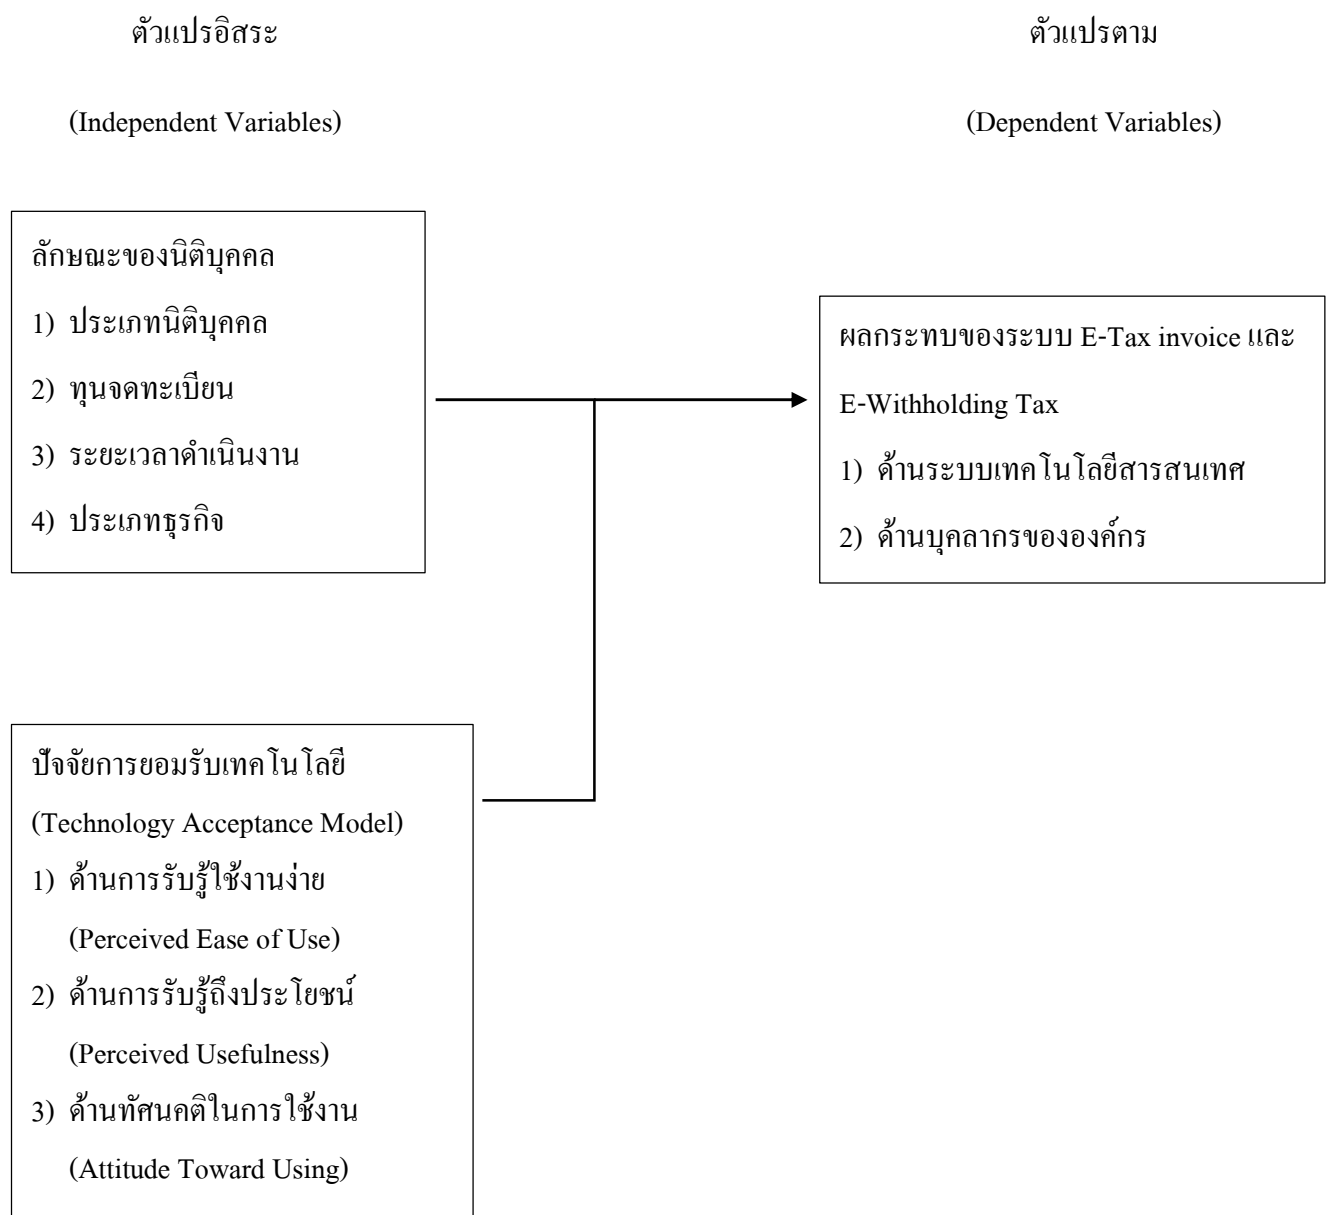 ตัวแปรอิสระ
(Independent Variables)
ตัวแปรตาม
(Dependent Variables)
ลักษณะของนิติบุคคล
1) ประเภทนิติบุคคล
2) ทุนจดทะเบียน
3) ระยะเวลาดำเนินงาน
4) ประเภทธุรกิจ
ผลกระทบของระบบ E-Tax invoice และ
E-Withholding Tax
1) ด้านระบบเทคโนโลยีสารสนเทศ
2) ด้านบุคลากรขององค์กร
ปัจจัยการยอมรับเทคโนโลยี
(Technology Acceptance Model)
1) ด้านการรับรู้ใช้งานง่าย
(Perceived Ease of Use)
2) ด้านการรับรู้ถึงประโยชน์
(Perceived Usefulness)
3) ด้านทัศนคติในการใช้งาน
(Attitude Toward Using)